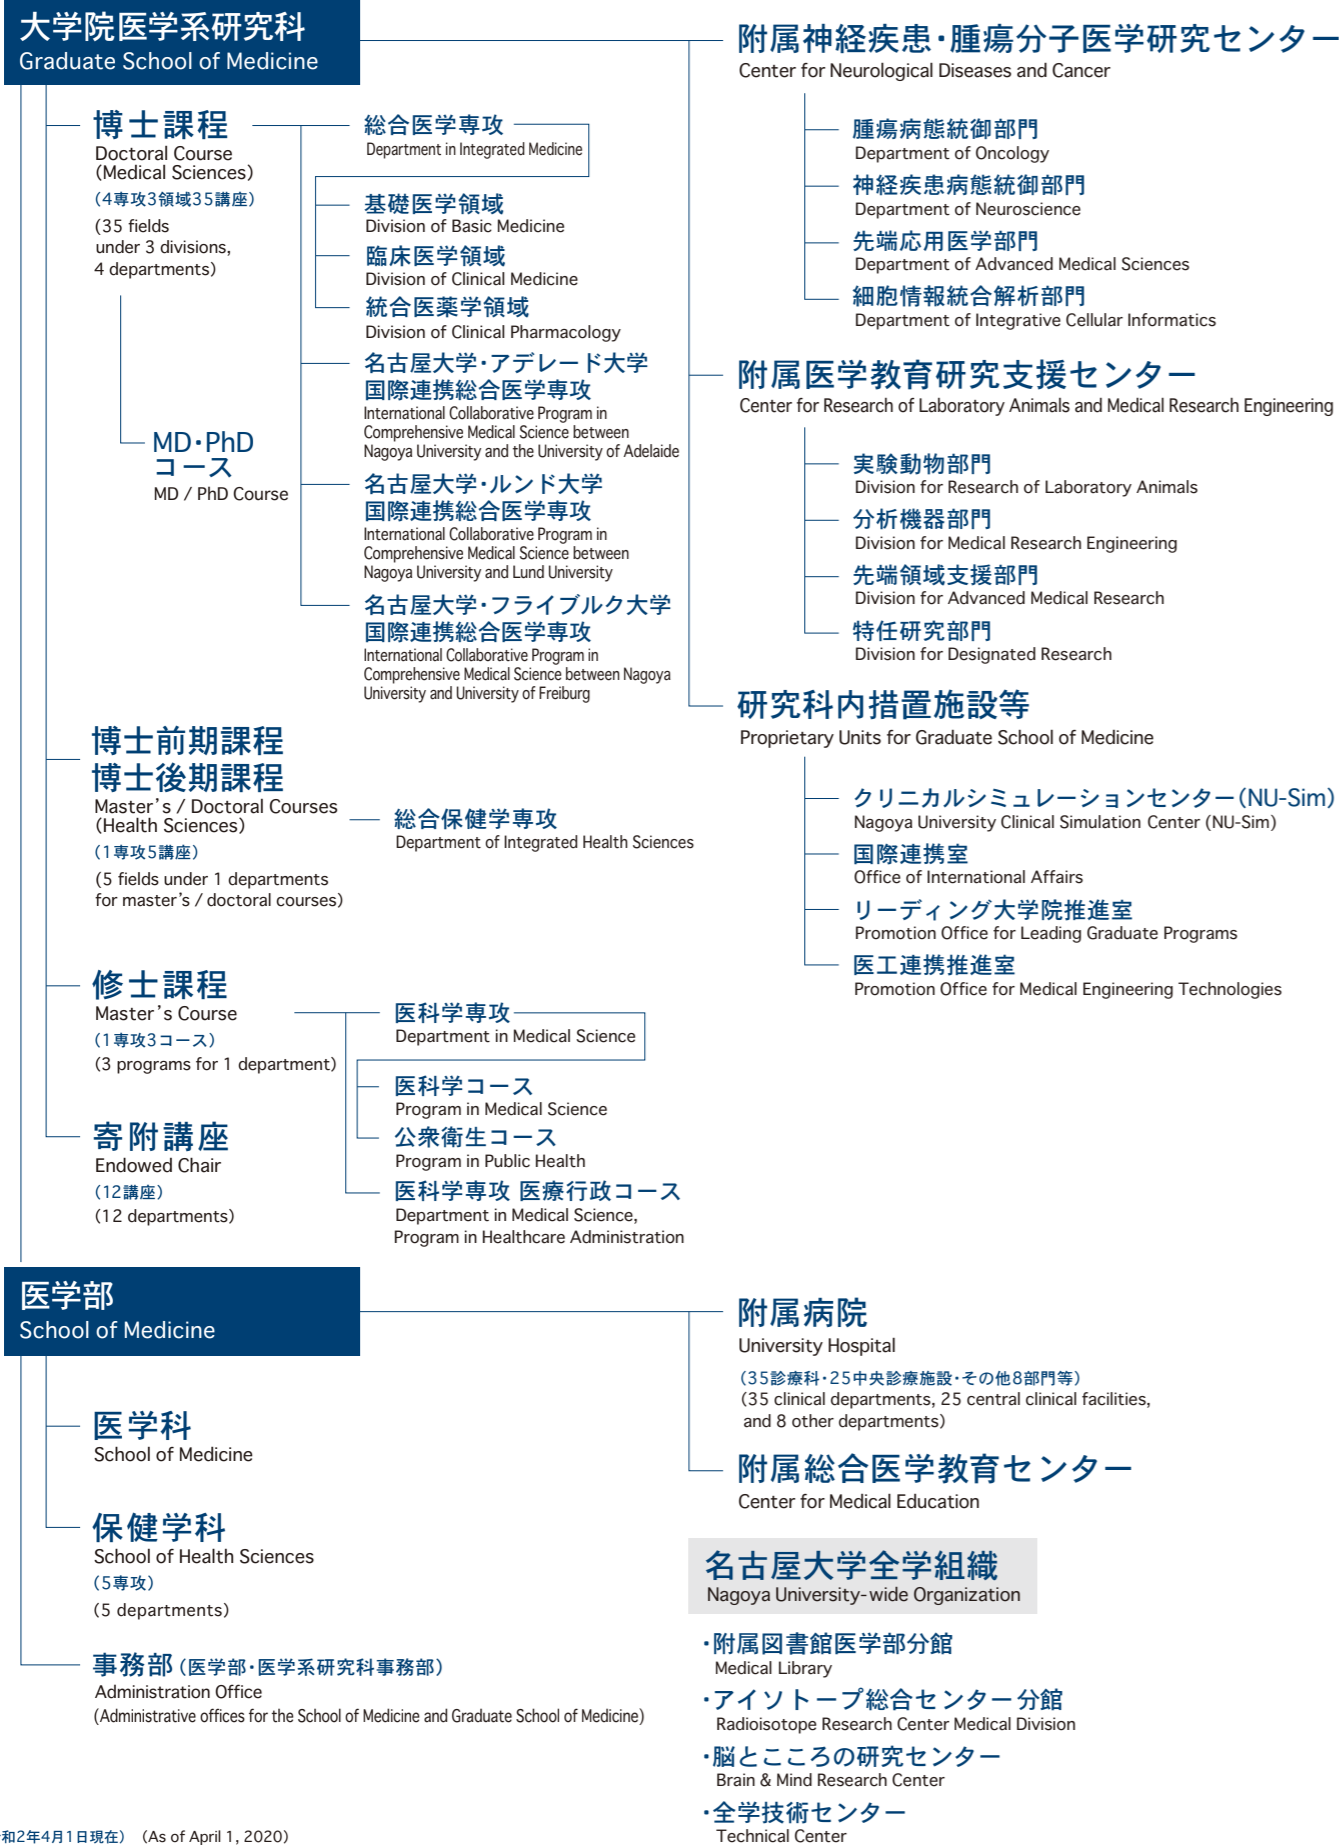 大学院医学系研究科
Graduate School of Medicine
博士課程
Doctoral Course
(Medical Sciences)
（4専攻3領域35講座）
(35 fields
under 3 divisions,
4 departments)
MD・PhD
コース
MD / PhD Course
総合医学専攻
Department in Integrated Medicine
基礎医学領域
Division of Basic Medicine
臨床医学領域
Division of Clinical Medicine
統合医薬学領域
Division of Clinical Pharmacology
名古屋大学・アデレード大学
国際連携総合医学専攻
International Collaborative Program in
Comprehensive Medical Science between
Nagoya University and the University of Adelaide
名古屋大学・ルンド大学
国際連携総合医学専攻
International Collaborative Program in
Comprehensive Medical Science between
Nagoya University and Lund University
名古屋大学・フライブルク大学
国際連携総合医学専攻
International Collaborative Program in
Comprehensive Medical Science between Nagoya
University and University of Freiburg
博士前期課程
博士後期課程
Master's / Doctoral Courses
(Health Sciences)
（1専攻5講座）
(5 fields under 1 departments
for master's / doctoral courses)
総合保健学専攻
Department of Integrated Health Sciences
修士課程
Master's Course
（1専攻3コース）
(3 programs for 1 department)
医科学専攻
Department in Medical Science
医科学コース
Program in Medical Science
公衆衛生コース
Program in Public Health
医科学専攻 医療行政コース
Department in Medical Science,
Program in Healthcare Administration
寄附講座
Endowed Chair
（12講座）
(12 departments)
附属神経疾患・腫瘍分子医学研究センター
Center for Neurological Diseases and Cancer
腫瘍病態統御部門
Department of Oncology
神経疾患病態統御部門
Department of Neuroscience
先端応用医学部門
Department of Advanced Medical Sciences
細胞情報統合解析部門
Department of Integrative Cellular Informatics
附属医学教育研究支援センター
Center for Research of Laboratory Animals and Medical Research Engineering
実験動物部門
Division for Research of Laboratory Animals
分析機器部門
Division for Medical Research Engineering
先端領域支援部門
Division for Advanced Medical Research
特任研究部門
Division for Designated Research
研究科内措置施設等
Proprietary Units for Graduate School of Medicine
クリニカルシミュレーションセンター（NU-Sim）
Nagoya University Clinical Simulation Center (NU-Sim)
国際連携室
Office of International Affairs
リーディング大学院推進室
Promotion Office for Leading Graduate Programs
医工連携推進室
Promotion Office for Medical Engineering Technologies
医学部
School of Medicine
医学科
School of Medicine
保健学科
School of Health Sciences
（5専攻）
(5 departments)
事務部（医学部・医学系研究科事務部）
Administration Office
(Administrative offices for the School of Medicine and Graduate School of Medicine)
附属病院
University Hospital
（35診療科・25中央診療施設・その他8部門等）
(35 clinical departments, 25 central clinical facilities,
and 8 other departments)
附属総合医学教育センター
Center for Medical Education
名古屋大学全学組織
Nagoya University-wide Organization
・附属図書館医学部分館
Medical Library
・アイソトープ総合センター分館
Radioisotope Research Center Medical Division
・脳とこころの研究センター
Brain & Mind Research Center
・全学技術センター
Technical Center
和2年4月1日現在） (As of April 1, 2020)